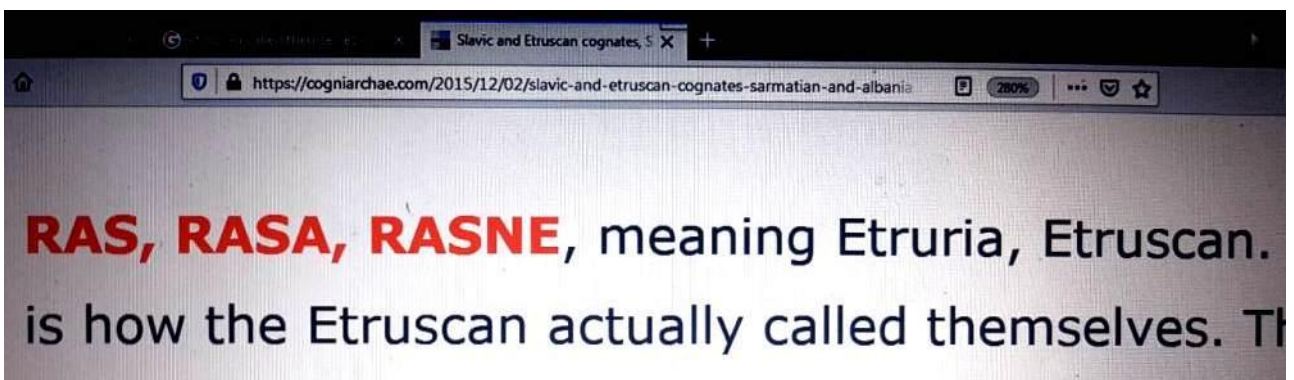 Slavic and Etruscan cognates, S
https://cogniarchae.com/2015/12/02/slavic-and-etruscan-cognates-sarmatian-and-albania
280%
RAS, RASA, RASNE, meaning Etruria, Etruscan.
is how the Etruscan actually called themselves. Th